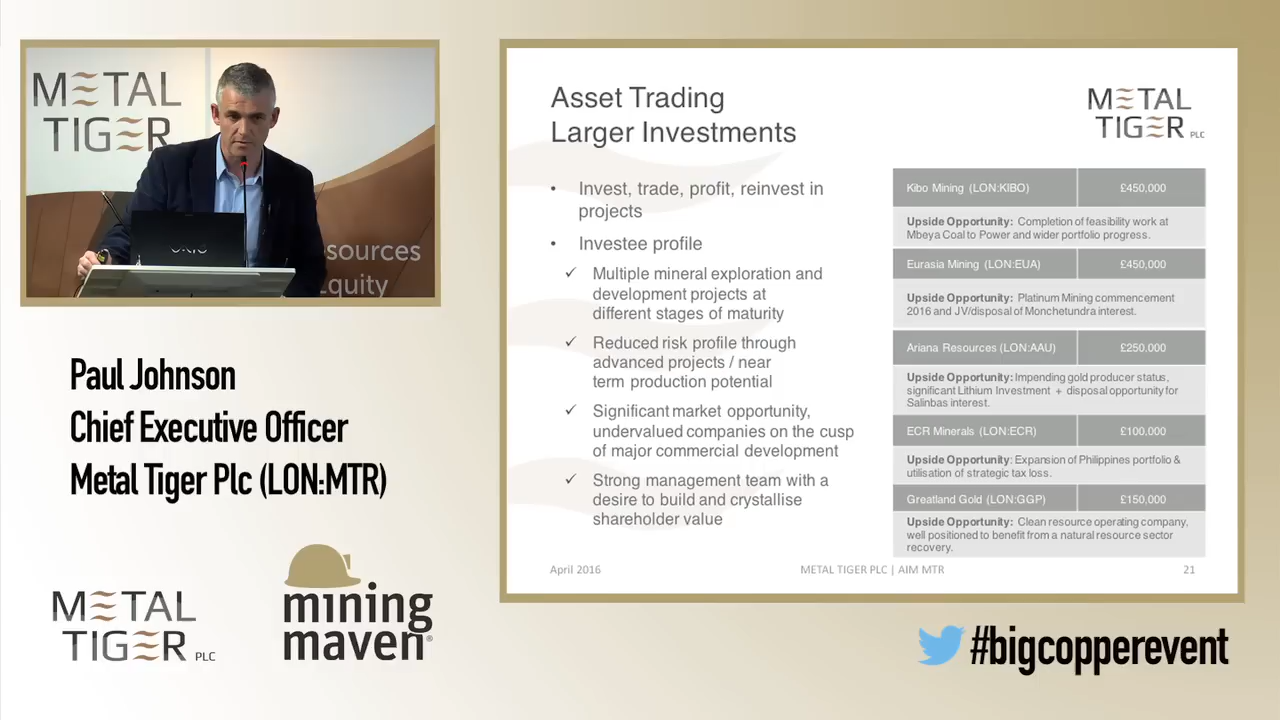 METAL
TIGER
sources
Equity
Paul Johnson
Chief Executive Officer
Metal Tiger Plc (LON:MTR)
METAL
TIGER PLC
mining
maven®
Asset Trading
Larger Investments
METAL
TIGER PLC
• Invest, trade, profit, reinvest in
projects
• Investee profile
✓ Multiple mineral exploration and
development projects at
different stages of maturity
✓ Reduced risk profile through
advanced projects / near
term production potential
✓ Significant market opportunity,
undervalued companies on the cusp
of major commercial development
✓ Strong management team with a
desire to build and crystallise
shareholder value
Kibo Mining (LON:KIBO) £450,000
Upside Opportunity: Completion of feasibility work at
Mbeya Coal to Power and wider portfolio progress.
Eurasia Mining (LON:EUA) £450,000
Upside Opportunity: Platinum Mining commencement
2016 and JV/disposal of Monchetundra interest.
Ariana Resources (LON:AAU) £250,000
Upside Opportunity: Impending gold producer status,
significant Lithium Investment + disposal opportunity for
Salinbas interest.
ECR Minerals (LON:ECR) £100,000
Upside Opportunity: Expansion of Philippines portfolio &
utilisation of strategic tax loss.
Greatland Gold (LON:GGP) £150,000
Upside Opportunity: Clean resource operating company,
well positioned to benefit from a natural resource sector
recovery.
April 2016 METAL TIGER PLC | AIM MTR 21
#bigcopperevent